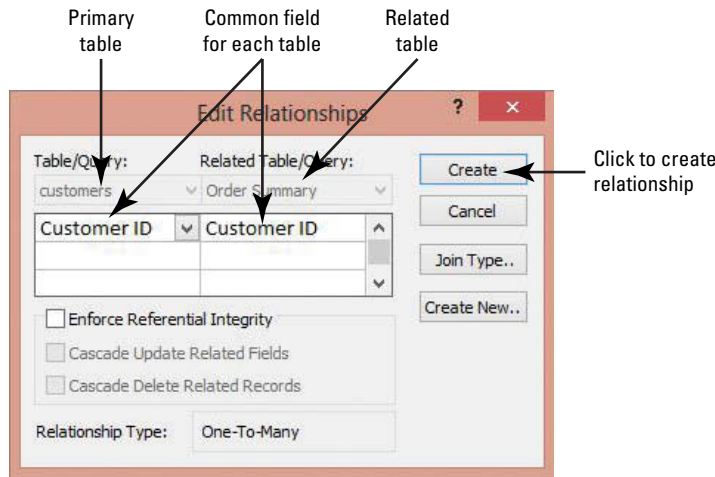 Primary
table
Common field
for each table
Related
table
Edit Relationships
?
×
Table/Query:
Related Table/Query:
Create
Click to create
relationship
customers
Order Summary
Cancel
Customer ID
Customer ID
Join Type..
Create New..
Enforce Referential Integrity
Cascade Update Related Fields
Cascade Delete Related Records
Relationship Type:
One-To-Many